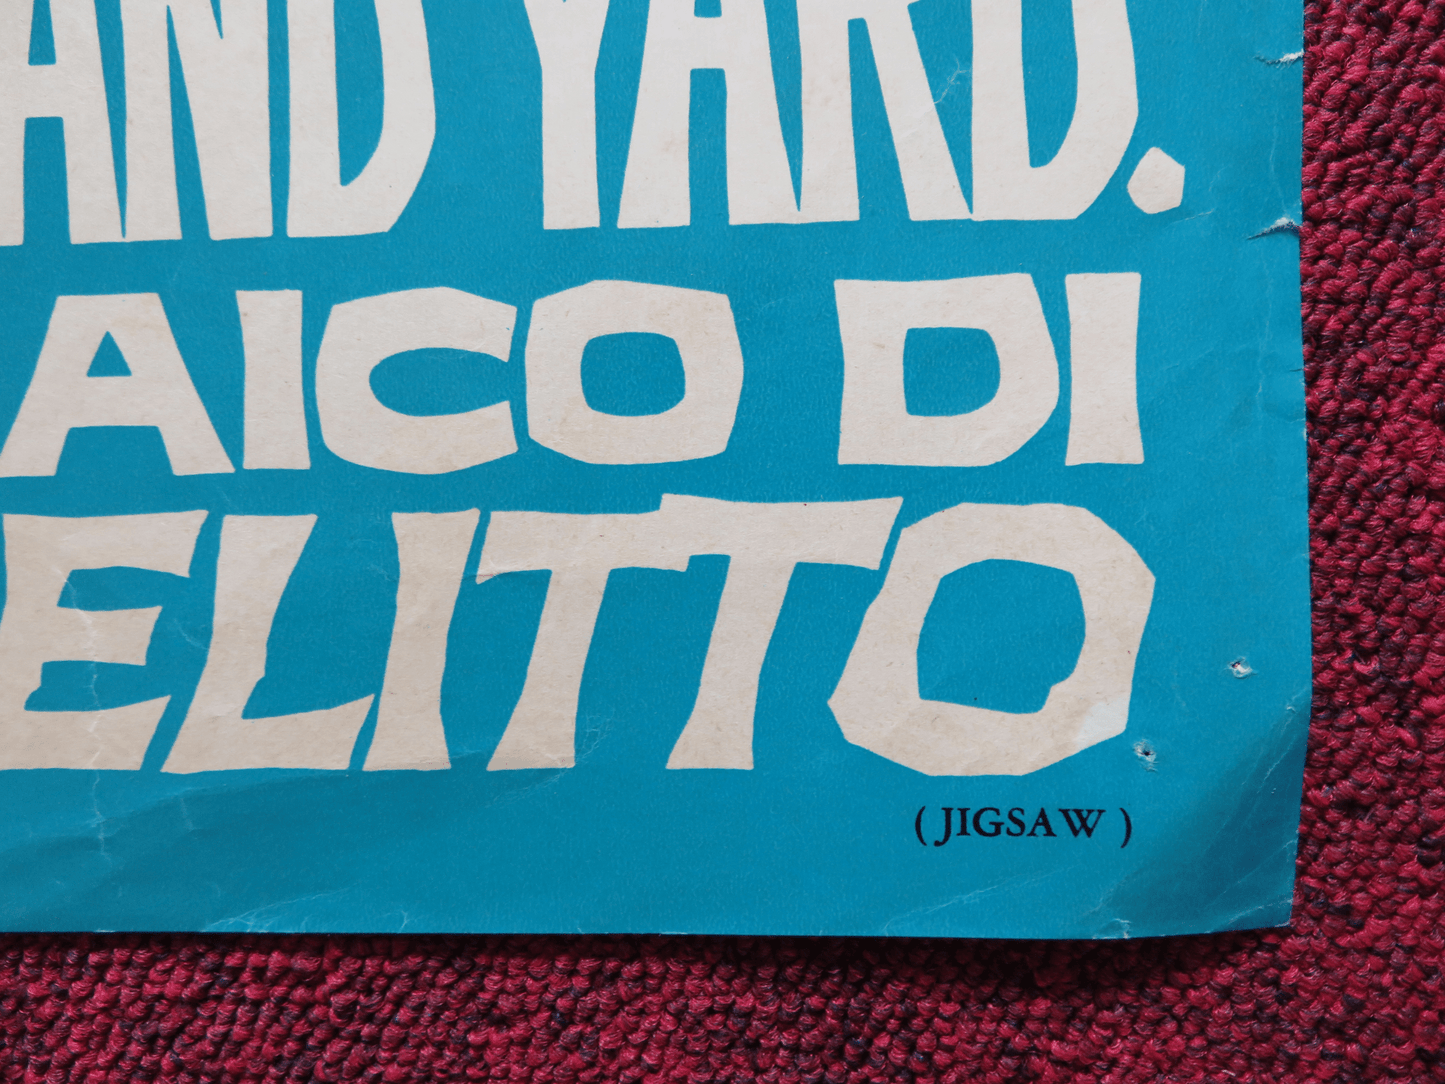 AND YARD.
AICO DI
ELITTO
( JIGSAW )